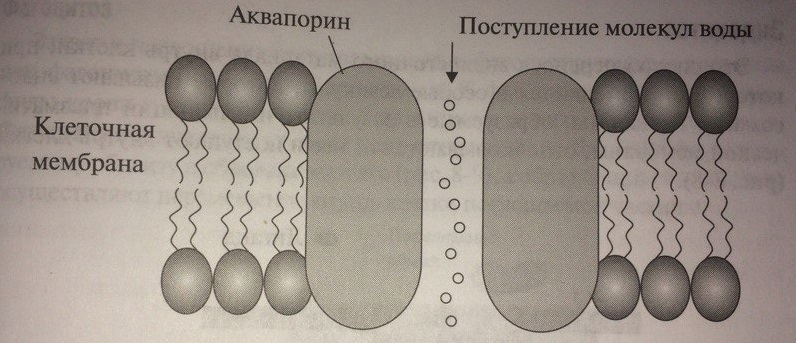 Аквапорин
Поступление молекул воды
Клеточная
мембрана